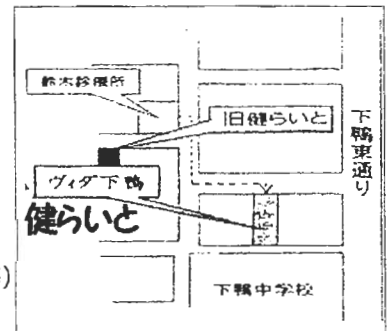 鈴木診療所
旧健らいと
下鴨東通り
ヴィダ下鴨
健らいと
下鴨中学校
)